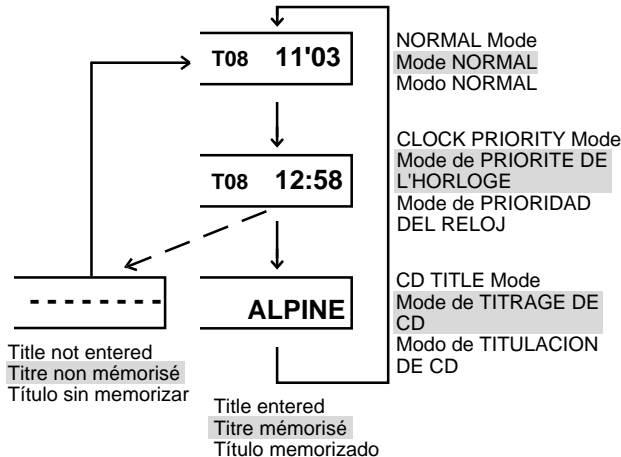 T08 11'03
NORMAL Mode
Mode NORMAL
Modo NORMAL
T08 12:58
CLOCK PRIORITY Mode
Mode de PRIORITE DE
L'HORLOGE
Mode de PRIORIDAD
DEL RELOJ
- - - - - - -
ALPINE
CD TITLE Mode
Mode de TITRAGE DE
CD
Modo de TITULACION
DE CD
Title not entered
Titre non mémorisé
Título sin memorizar
Title entered
Titre mémorisé
Título memorizado